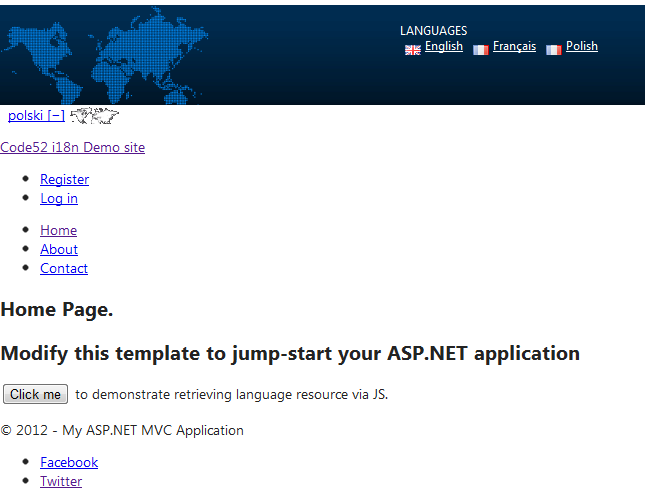 LANGUAGES
English Français Polish
polski [−]
Code52 i18n Demo site
Register
Log in
Home
About
Contact
Home Page.
Modify this template to jump-start your ASP.NET application
Click me to demonstrate retrieving language resource via JS.
© 2012 - My ASP.NET MVC Application
Facebook
Twitter